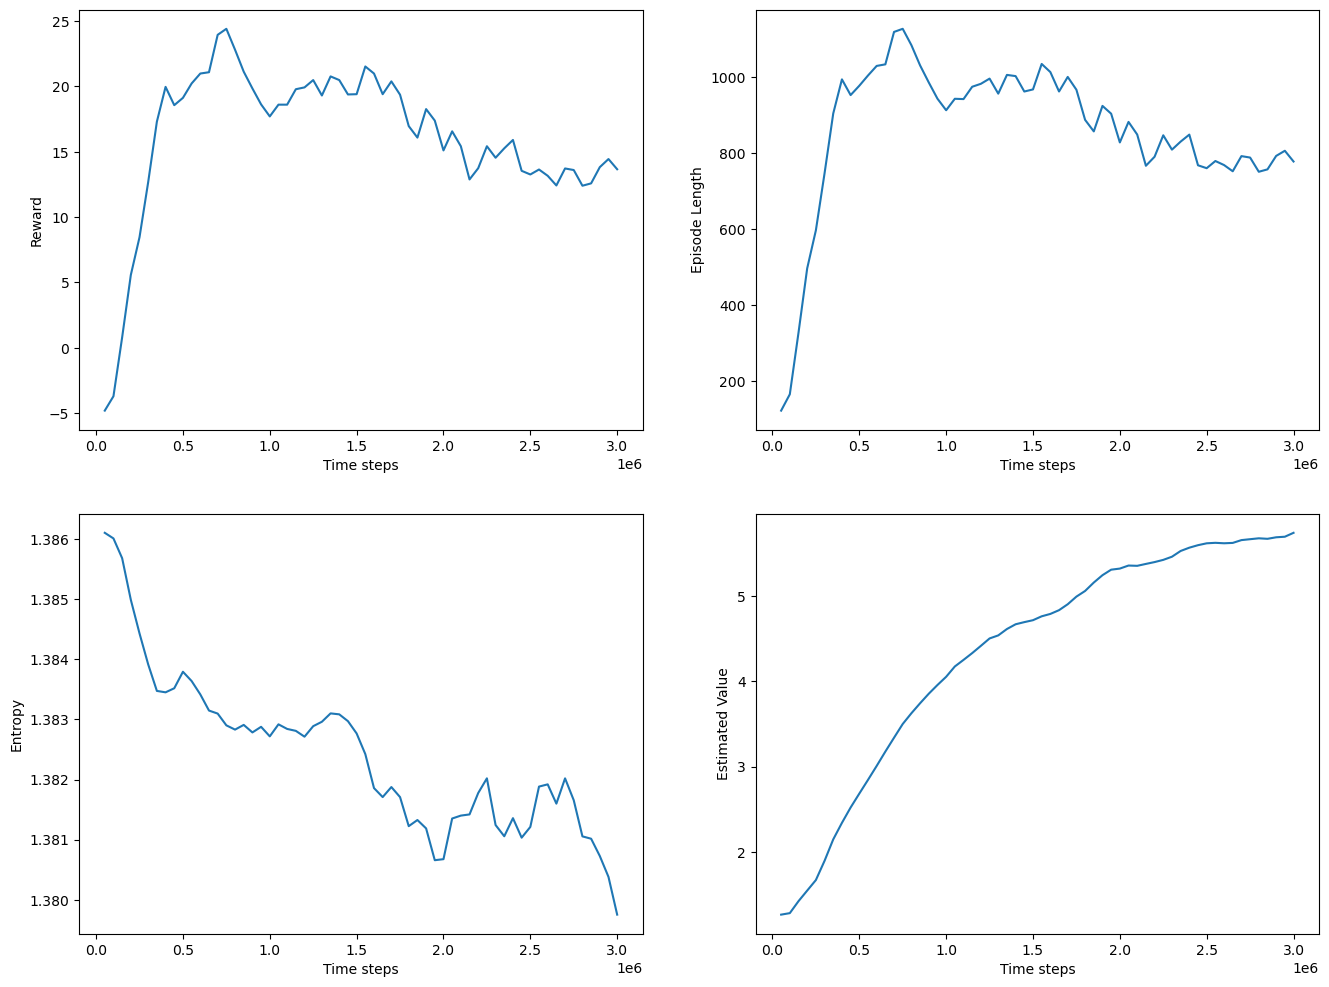 25
20
15
10
5
0
−5
Reward
0.0 0.5 1.0 1.5 2.0 2.5 3.0
Time steps
1e6
1000
800
600
400
200
Episode Length
0.0 0.5 1.0 1.5 2.0 2.5 3.0
Time steps
1e6
1.386
1.385
1.384
1.383
1.382
1.381
1.380
Entropy
0.0 0.5 1.0 1.5 2.0 2.5 3.0
Time steps
1e6
5
4
3
2
Estimated Value
0.0 0.5 1.0 1.5 2.0 2.5 3.0
Time steps
1e6